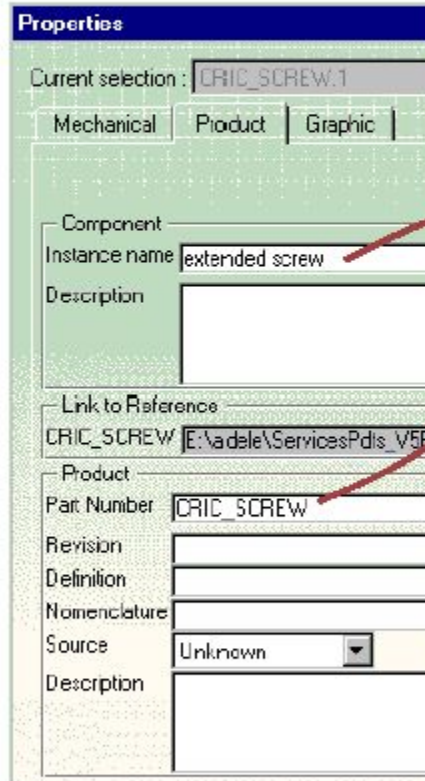 Properties
Current selection : CRIC_SCREW.1
Mechanical Product Graphic
Component
Instance name extended screw
Description
Link to Reference
CRIC_SCREW E:\adele\ServicesPdts_V5
Product
Part Number CRIC_SCREW
Revision
Definition
Nomenclature
Source Unknown
Description